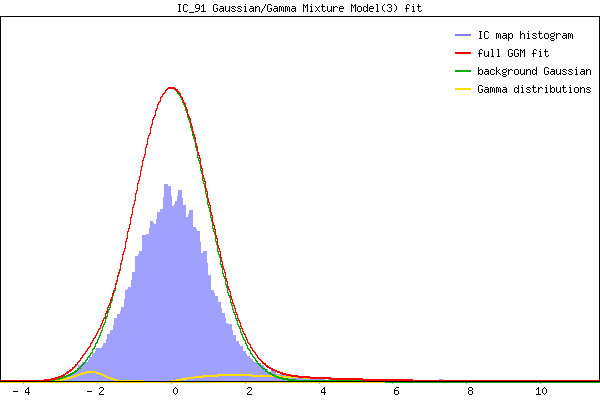 IC_91 Gaussian/Gamma Mixture Model(3) fit
IC map histogram
full GGM fit
background Gaussian
Gamma distributions
-4 -2 0 2 4 6 8 10